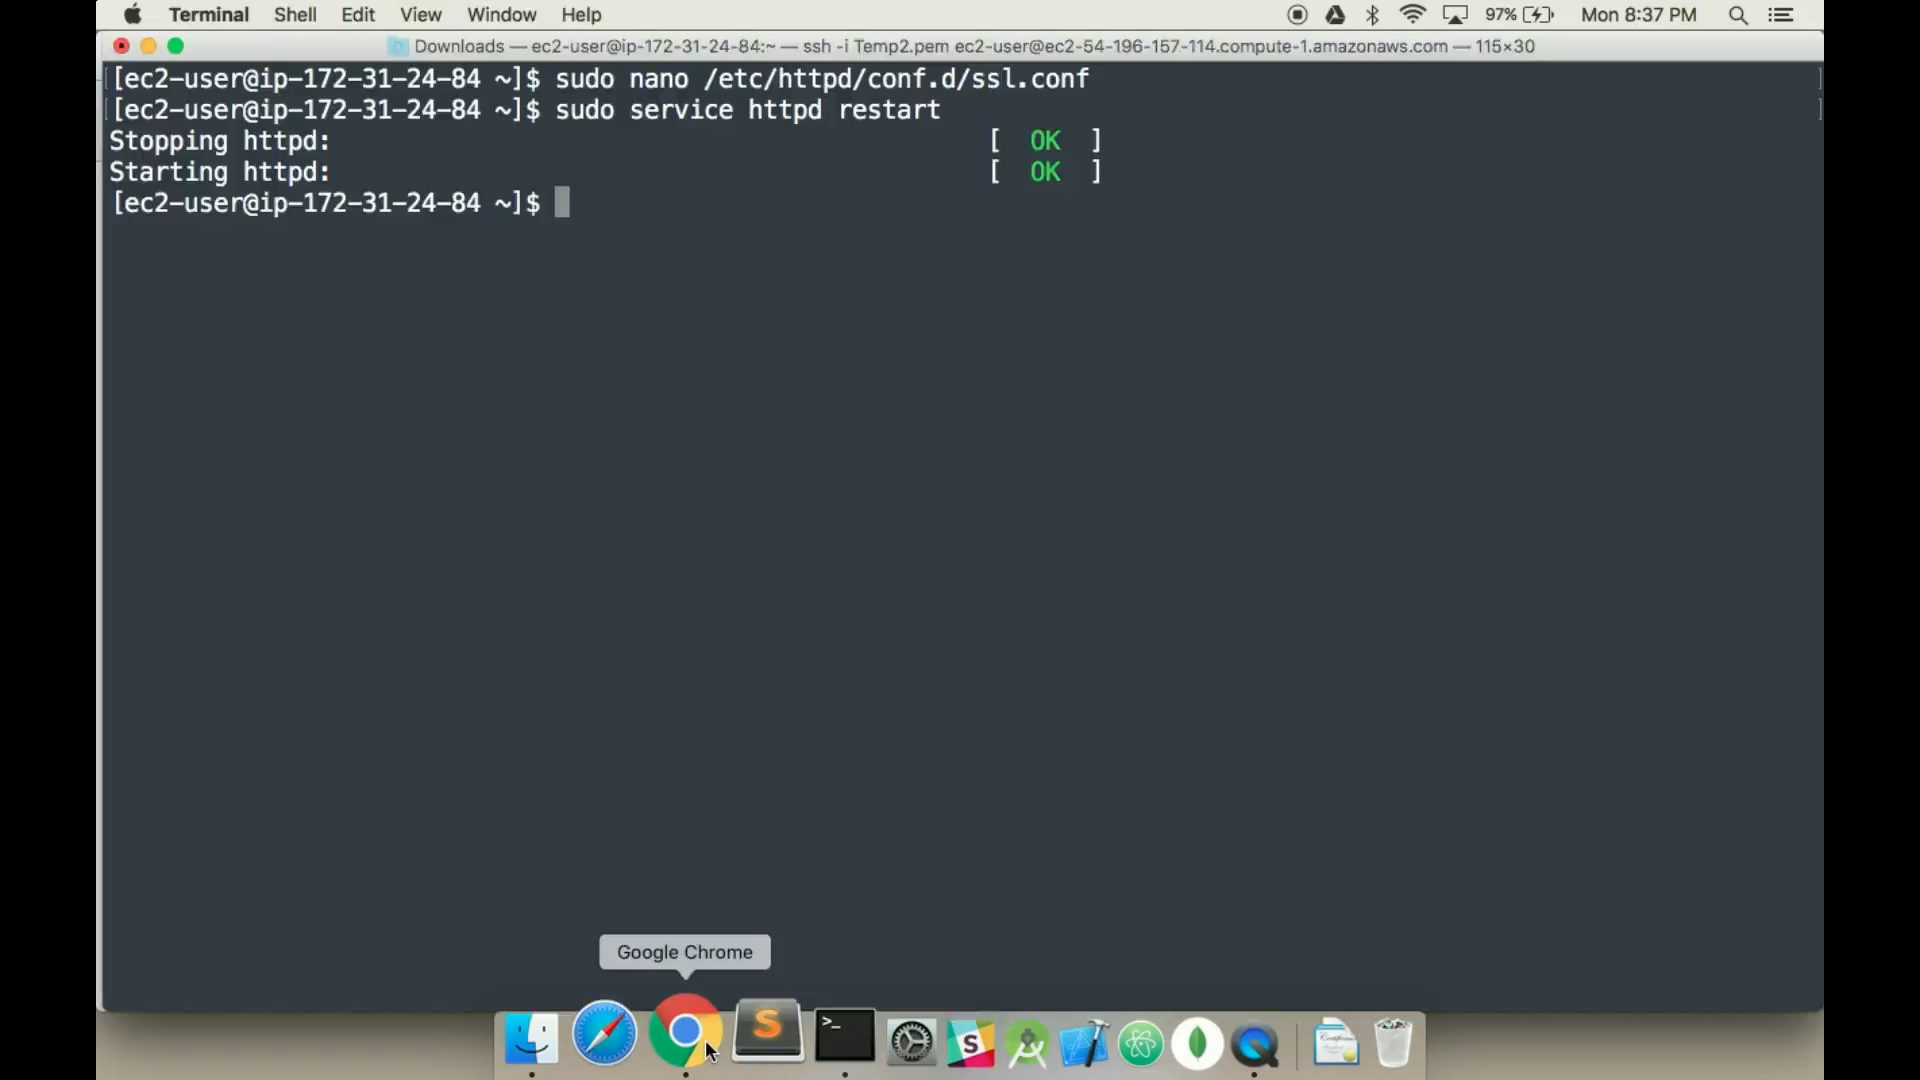 Terminal Shell Edit View Window Help 97% Mon 8:37 PM
Downloads — ec2-user@ip-172-31-24-84:~ — ssh -i Temp2.pem ec2-user@ec2-54-196-157-114.compute-1.amazonaws.com — 115×30
[ec2-user@ip-172-31-24-84 ~]$ sudo nano /etc/httpd/conf.d/ssl.conf
[ec2-user@ip-172-31-24-84 ~]$ sudo service httpd restart
Stopping httpd: [ OK ]
Starting httpd: [ OK ]
[ec2-user@ip-172-31-24-84 ~]$
Google Chrome
S
>_
S